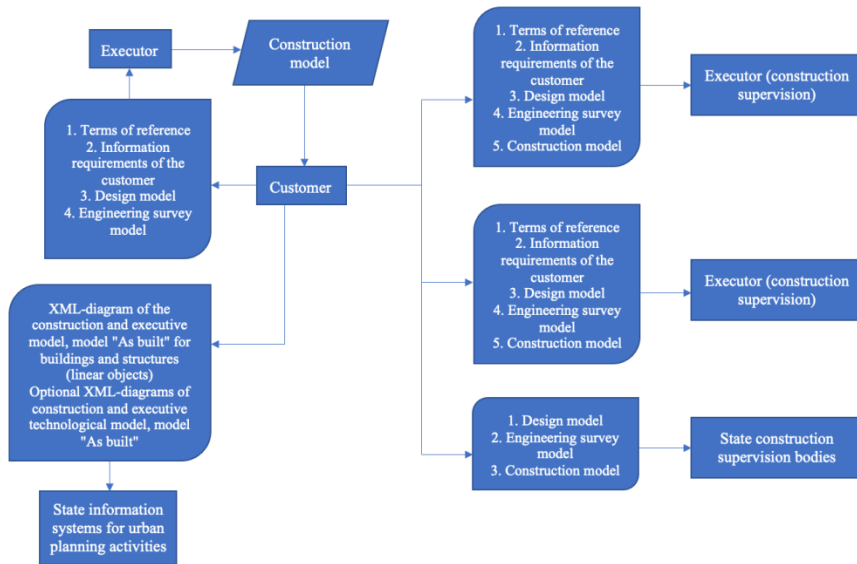 Executor
Construction
model
1. Terms of reference
2. Information
requirements of the
customer
3. Design model
4. Engineering survey
model
Customer
XML-diagram of the
construction and executive
model, model "As built" for
buildings and structures
(linear objects)
Optional XML-diagrams of
construction and executive
technological model, model
"As built"
State information
systems for urban
planning activities
1. Terms of reference
2. Information
requirements of the
customer
3. Design model
4. Engineering survey
model
5. Construction model
Executor (construction
supervision)
1. Terms of reference
2. Information
requirements of the
customer
3. Design model
4. Engineering survey
model
5. Construction model
Executor (construction
supervision)
1. Design model
2. Engineering survey
model
3. Construction model
State construction
supervision bodies